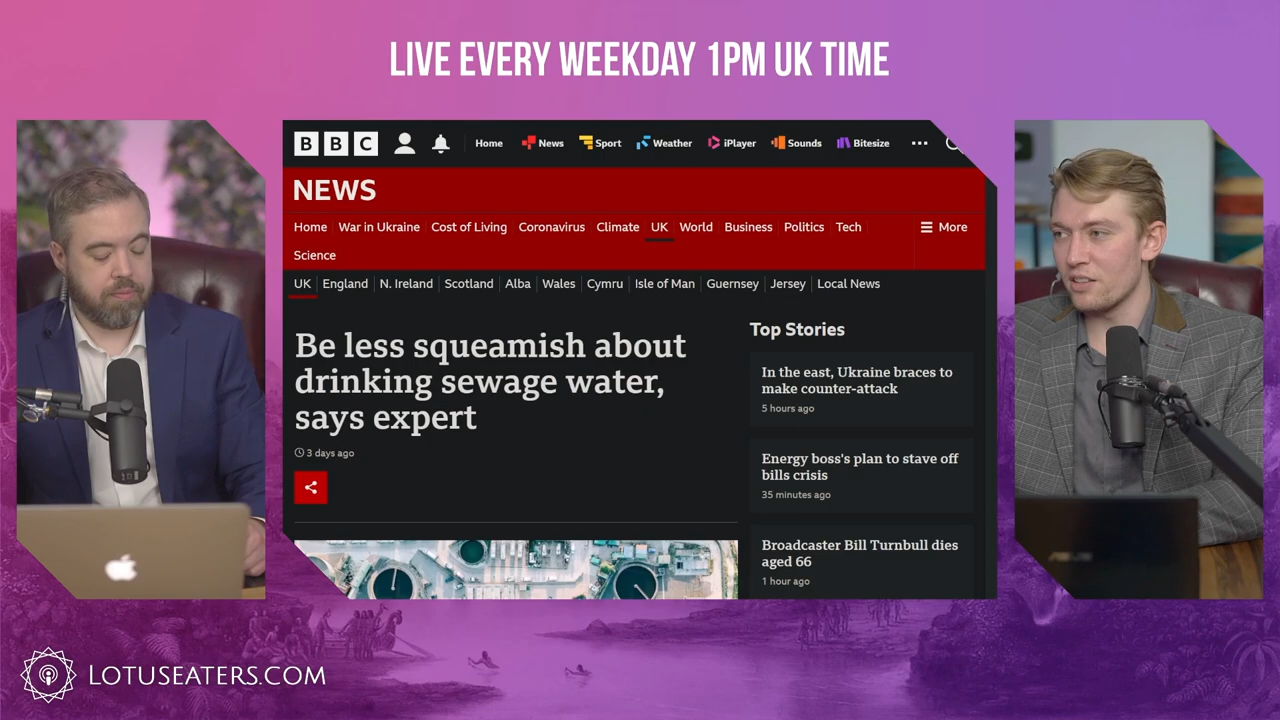 LIVE EVERY WEEKDAY 1PM UK TIME
BBC
Home
News
Sport
Weather
iPlayer
Sounds
Bitesize
NEWS
Home War in Ukraine Cost of Living Coronavirus Climate UK World Business Politics Tech
More
Science
UK England N. Ireland Scotland Alba Wales Cymru Isle of Man Guernsey Jersey Local News
Be less squeamish about
drinking sewage water,
says expert
3 days ago
Top Stories
In the east, Ukraine braces to
make counter-attack
5 hours ago
Energy boss's plan to stave off
bills crisis
35 minutes ago
Broadcaster Bill Turnbull dies
aged 66
1 hour ago
LOTUSEATERS.COM